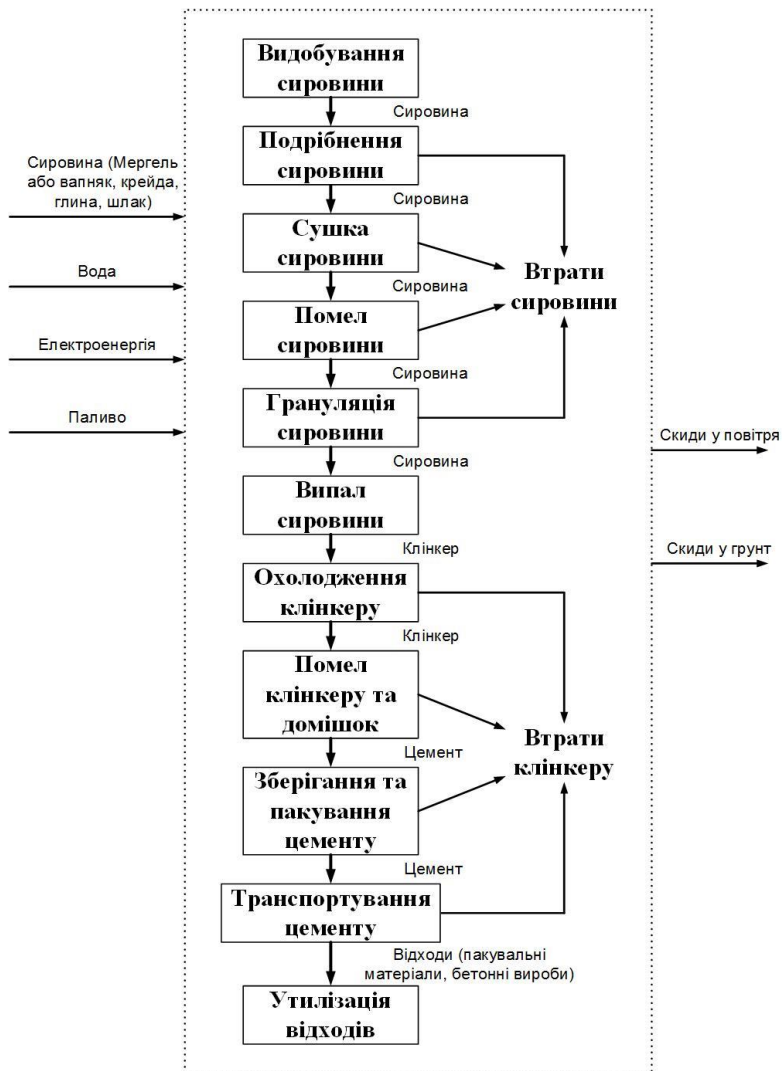 Видобування
сировини
Сировина
Подрібнення
сировини
Сировина (Мергель
або вапняк, крейда,
глина, шлак)
Сировина
Сушка
сировини
Вода
Сировина
Втрати
сировини
Помел
сировини
Електроенергія
Сировина
Грануляція
сировини
Паливо
Скиди у повітря
Сировина
Випал
сировини
Клінкер
Скиди у грунт
Охолодження
клінкеру
Клінкер
Помел
клінкеру та
домішок
Втрати
клінкеру
Цемент
Зберігання та
пакування
цементу
Цемент
Транспортування
цементу
Відходи (пакувальні
матеріали, бетонні вироби)
Утилізація
відходів